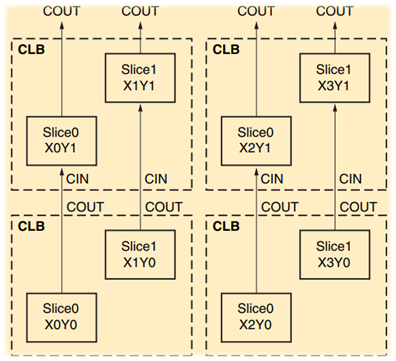 COUT COUT COUT COUT
CLB CLB
Slice1
X1Y1
Slice1
X3Y1
Slice0
X0Y1
Slice0
X2Y1
CIN CIN CIN CIN
COUT COUT COUT COUT
CLB CLB
Slice1
X1Y0
Slice1
X3Y0
Slice0
X0Y0
Slice0
X2Y0